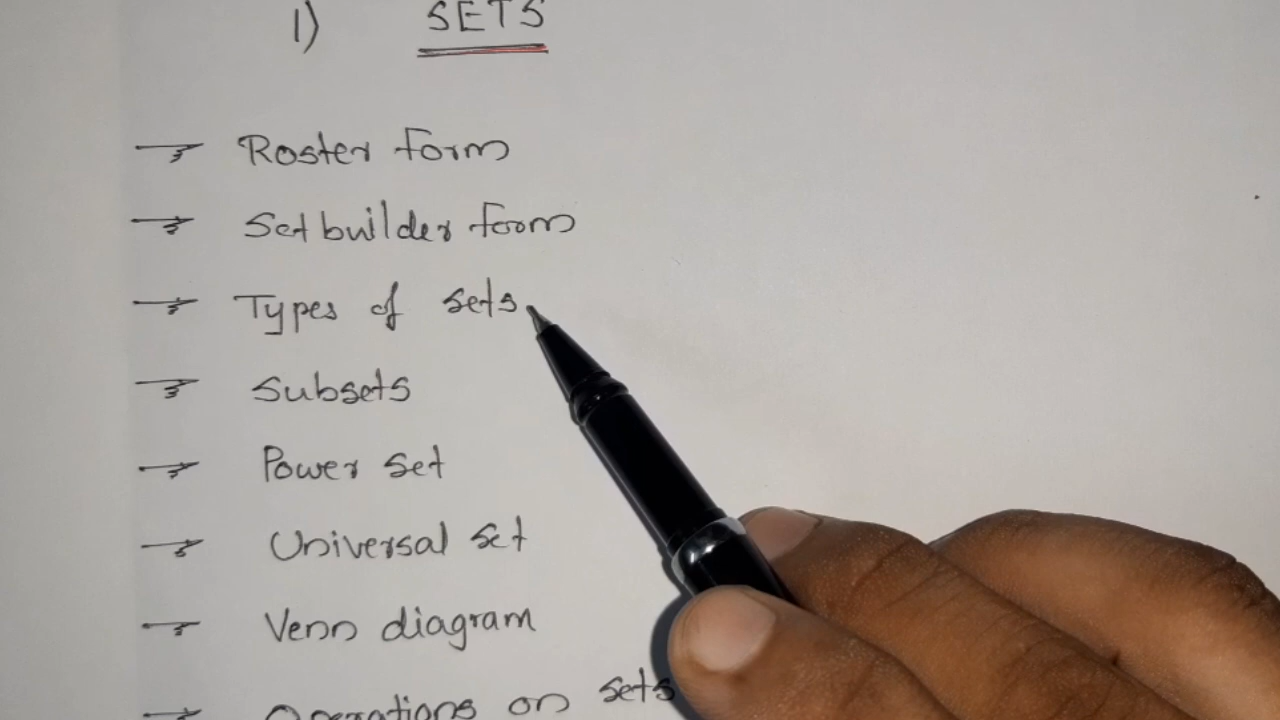 1) SETS
→ Roster form
→ Set builder form
→ Types of sets
→ Subsets
→ Power set
→ Universal set
→ Venn diagram
→ Operations on sets